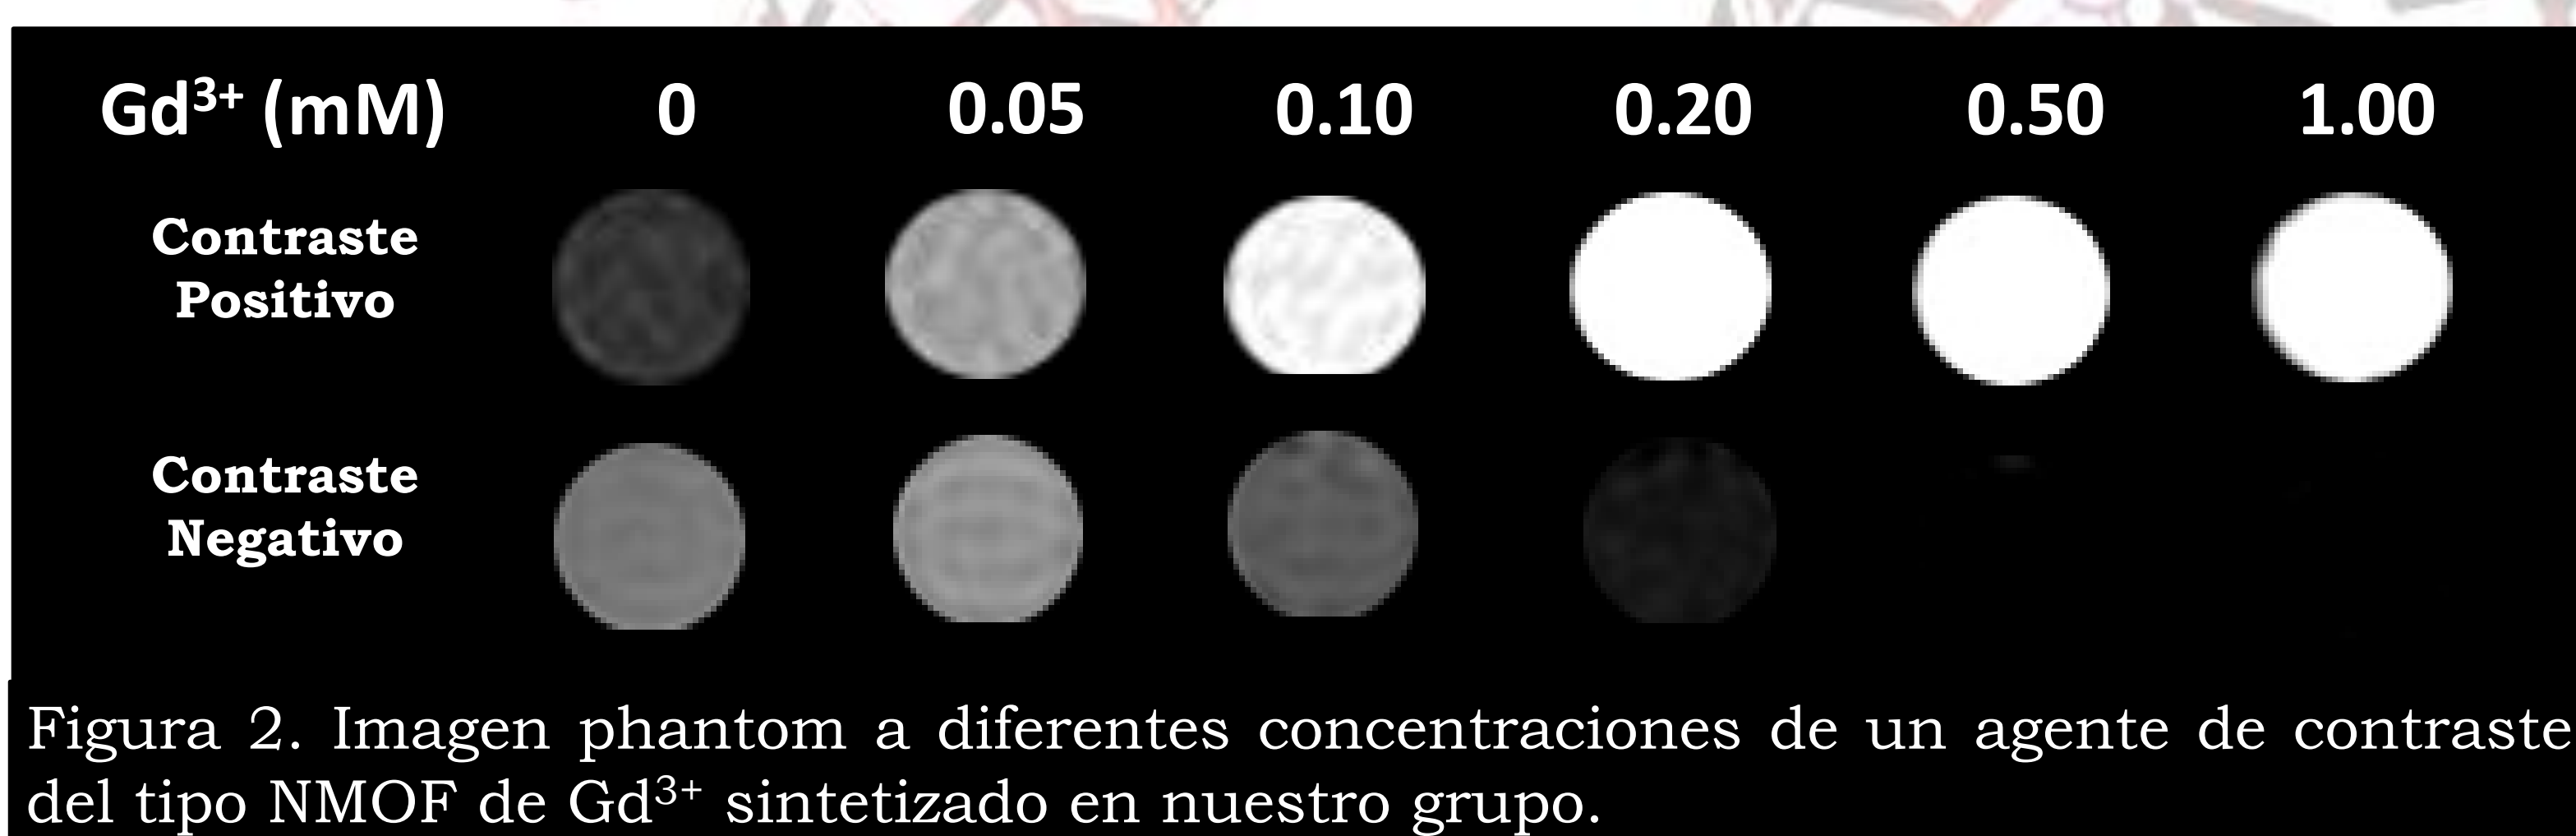 Gd³⁺ (mM) 0 0.05 0.10 0.20 0.50 1.00
Contraste
Positivo
Contraste
Negativo
Figura 2. Imagen phantom a diferentes concentraciones de un agente de contraste
del tipo NMOF de Gd³⁺ sintetizado en nuestro grupo.